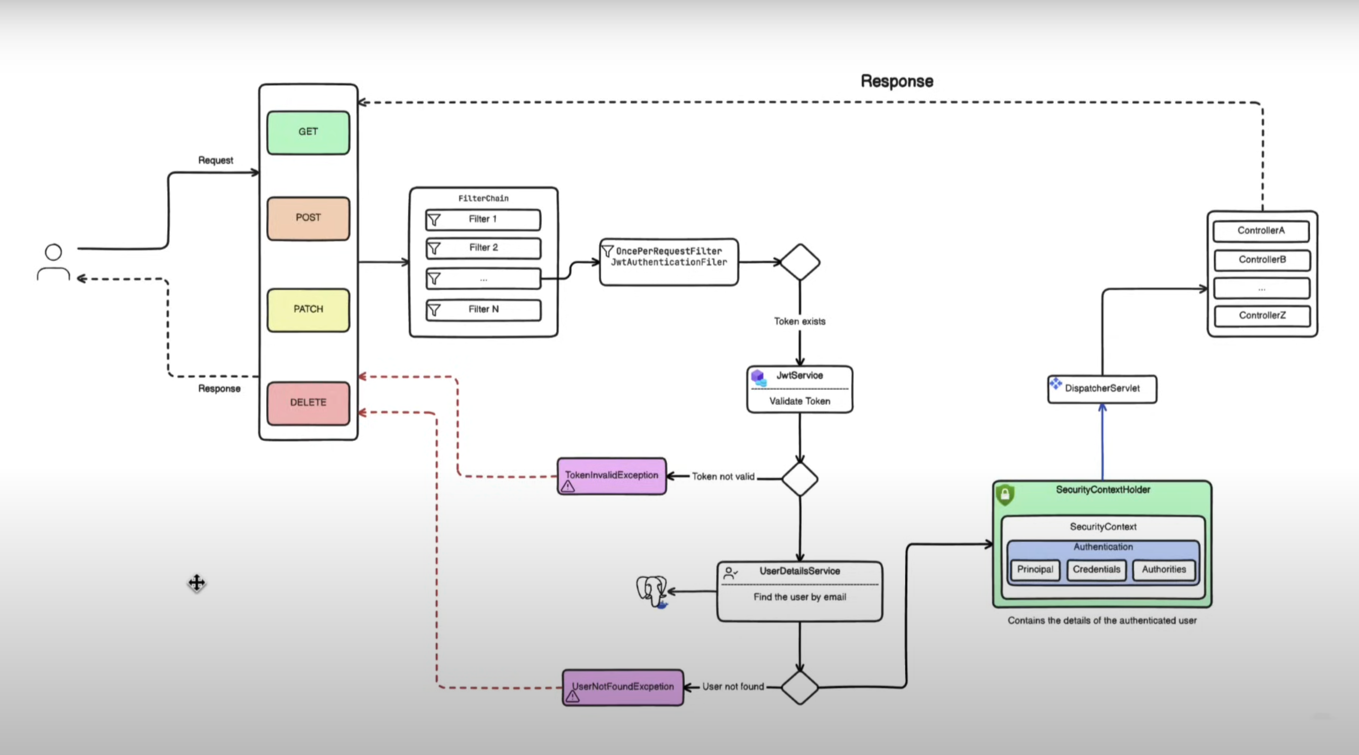 Response
GET
Request
POST
PATCH
DELETE
Response
FilterChain
Filter 1
Filter 2
...
Filter N
OncePerRequestFilter
JwtAuthenticationFiler
Token exists
JwtService
Validate Token
Token not valid
TokenInvalidException
UserDetailsService
Find the user by email
User not found
UserNotFoundExcpetion
SecurityContextHolder
SecurityContext
Authentication
Principal
Credentials
Authorities
Contains the details of the authenticated user
DispatcherServlet
ControllerA
ControllerB
...
ControllerZ